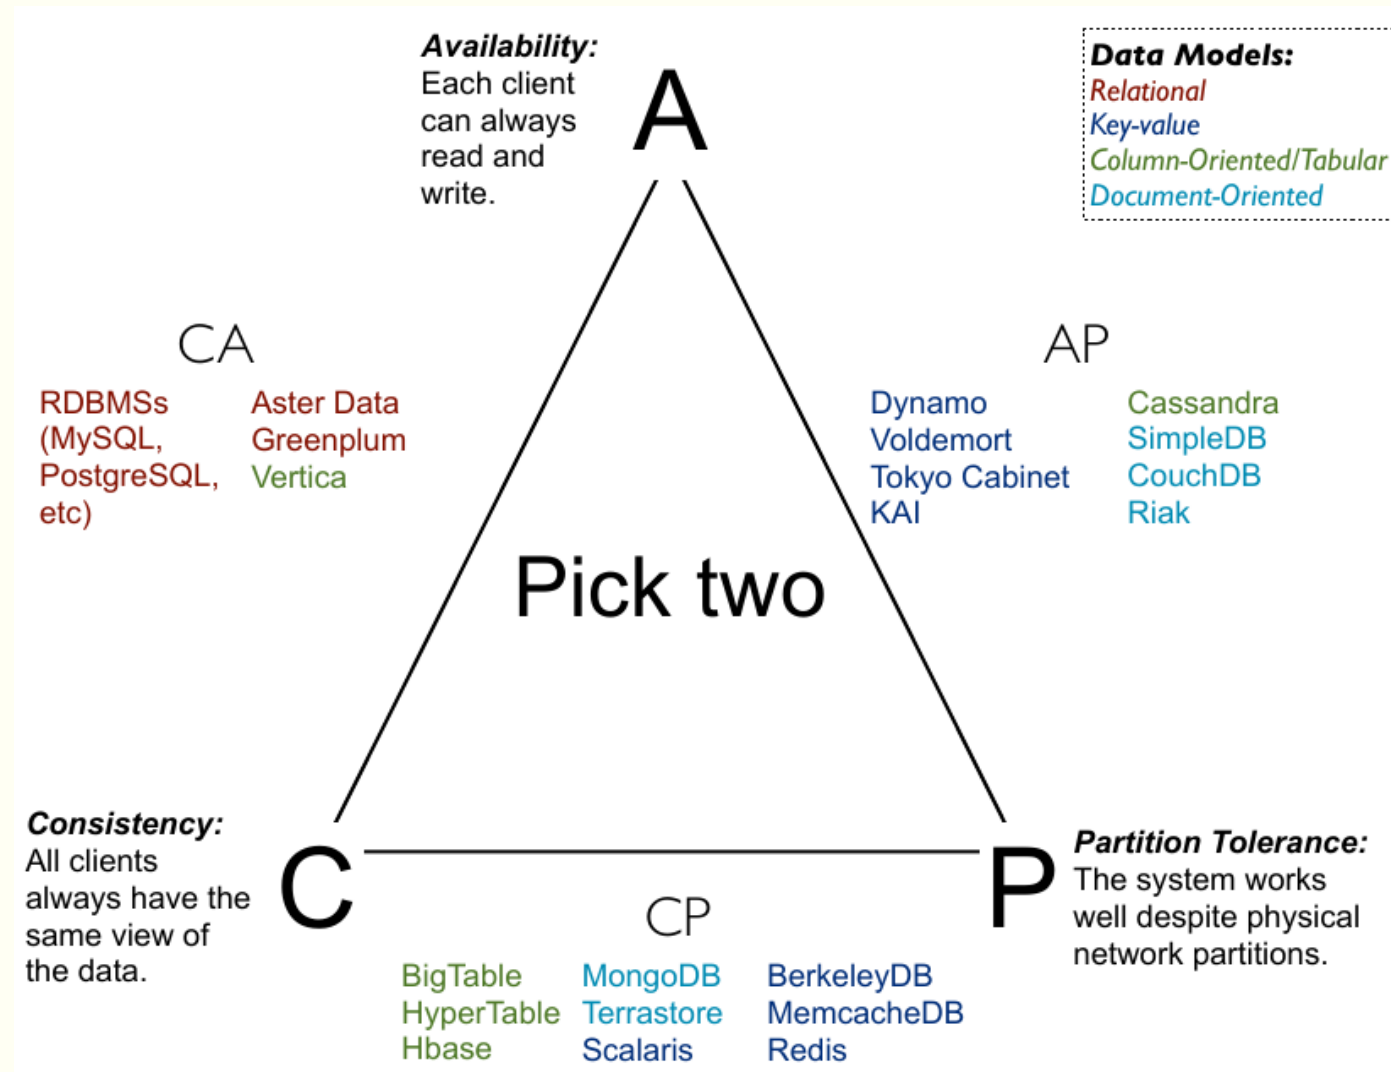 Availability:
Each client
can always
read and
write.
A
Data Models:
Relational
Key-value
Column-Oriented/Tabular
Document-Oriented
CA
RDBMSs
(MySQL,
PostgreSQL,
etc)
Aster Data
Greenplum
Vertica
AP
Dynamo
Voldemort
Tokyo Cabinet
KAI
Cassandra
SimpleDB
CouchDB
Riak
Pick two
Consistency:
All clients
always have the
same view of
the data.
C
P
Partition Tolerance:
The system works
well despite physical
network partitions.
CP
BigTable
HyperTable
Hbase
MongoDB
Terrastore
Scalaris
BerkeleyDB
MemcacheDB
Redis